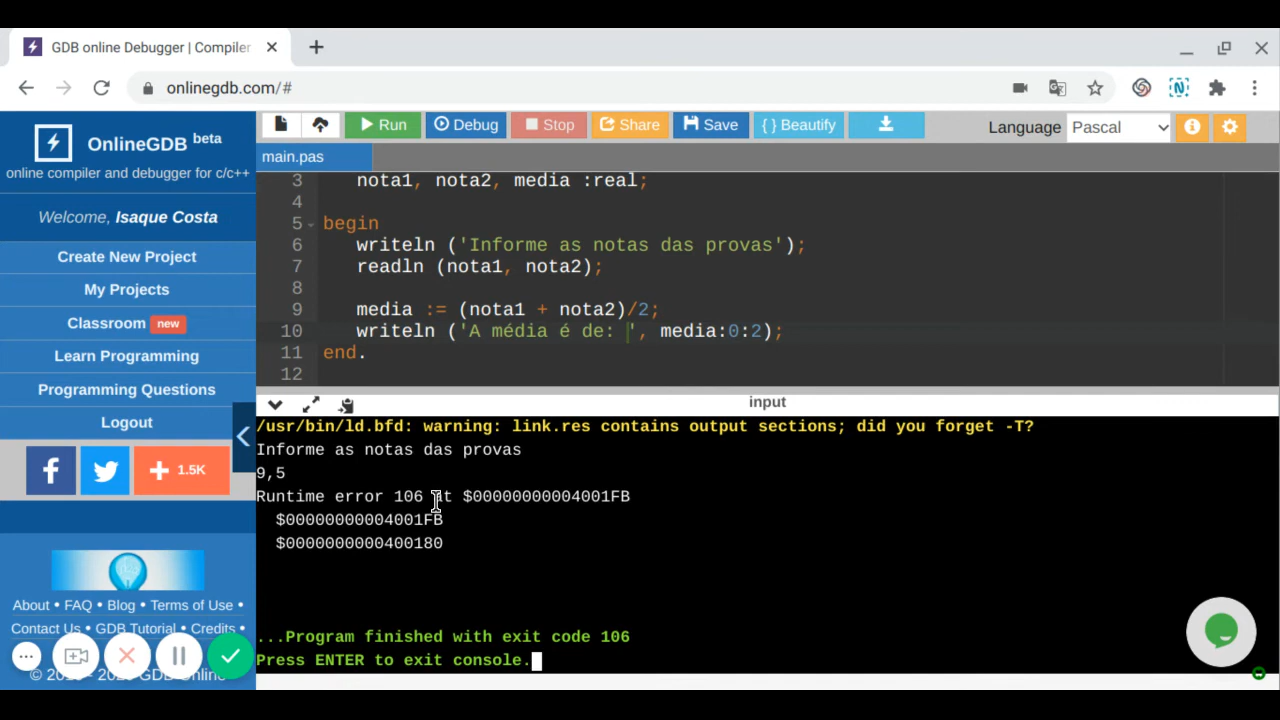 GDB online Debugger | Compiler
onlinegdb.com/#
OnlineGDB beta
online compiler and debugger for c/c++
Welcome, Isaque Costa
Create New Project
My Projects
Classroom new
Learn Programming
Programming Questions
Logout
1.5K
About • FAQ • Blog • Terms of Use •
Contact Us • GDB Tutorial • Credits •
GDB Online
Run
Debug
Stop
Share
Save
{ } Beautify
Language
Pascal
main.pas
3 nota1, nota2, media :real;
4
5 begin
6 writeln ('Informe as notas das provas');
7 readln (nota1, nota2);
8
9 media := (nota1 + nota2)/2;
10 writeln ('A média é de: ', media:0:2);
11 end.
12
input
/usr/bin/ld.bfd: warning: link.res contains output sections; did you forget -T?
Informe as notas das provas
9,5
Runtime error 106 at $00000000004001FB
$00000000004001FB
$0000000000400180
...Program finished with exit code 106
Press ENTER to exit console.